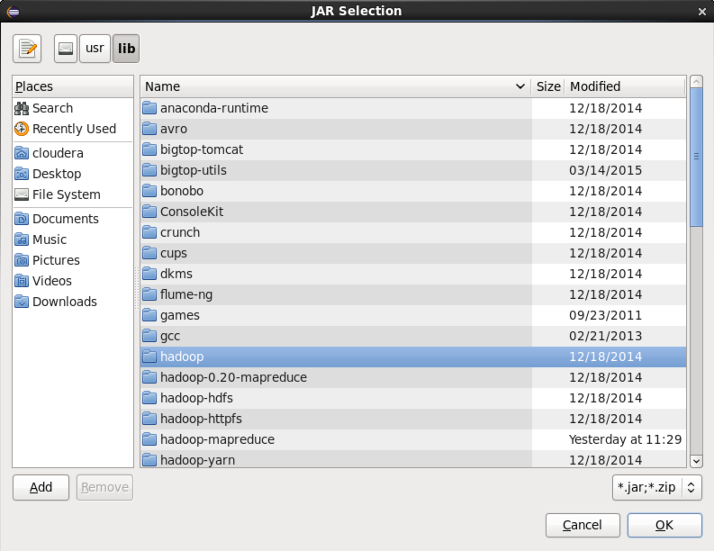 JAR Selection
usr lib
Places Name Size Modified
Search anaconda-runtime 12/18/2014
Recently Used avro 12/18/2014
bigtop-tomcat 12/18/2014
cloudera bigtop-utils 03/14/2015
Desktop bonobo 12/18/2014
File System ConsoleKit 12/18/2014
Documents crunch 12/18/2014
Music cups 12/18/2014
Pictures dkms 12/18/2014
Videos flume-ng 12/18/2014
Downloads games 09/23/2011
gcc 02/21/2013
hadoop 12/18/2014
hadoop-0.20-mapreduce 12/18/2014
hadoop-hdfs 12/18/2014
hadoop-httpfs 12/18/2014
hadoop-mapreduce Yesterday at 11:29
hadoop-yarn 12/18/2014
Add Remove *.jar;*.zip
Cancel OK